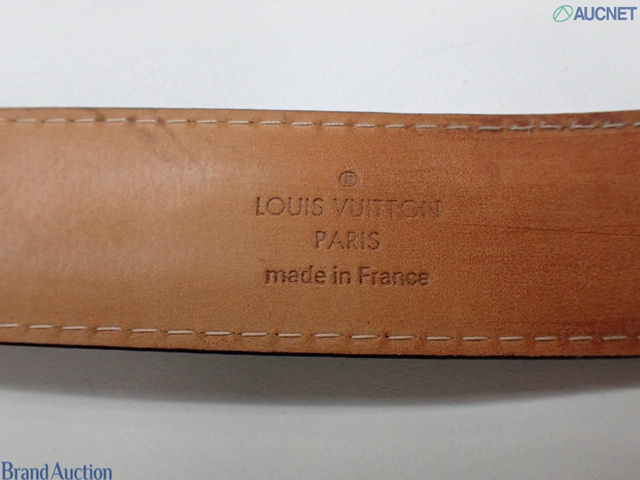 AUCNET
®
LOUIS VUITTON
PARIS
made in France
Brand Auction